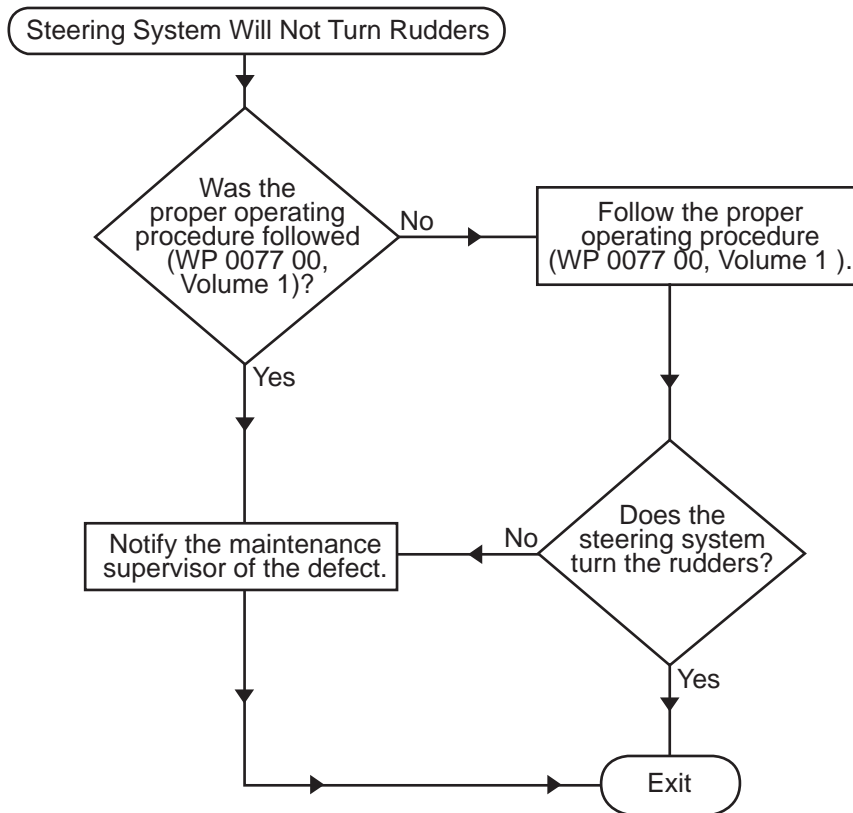 Steering System Will Not Turn Rudders
Was the
proper operating
procedure followed
(WP 0077 00,
Volume 1)?
No
Follow the proper
operating procedure
(WP 0077 00, Volume 1 ).
Yes
Does the
steering system
turn the rudders?
No
Notify the maintenance
supervisor of the defect.
Yes
Exit